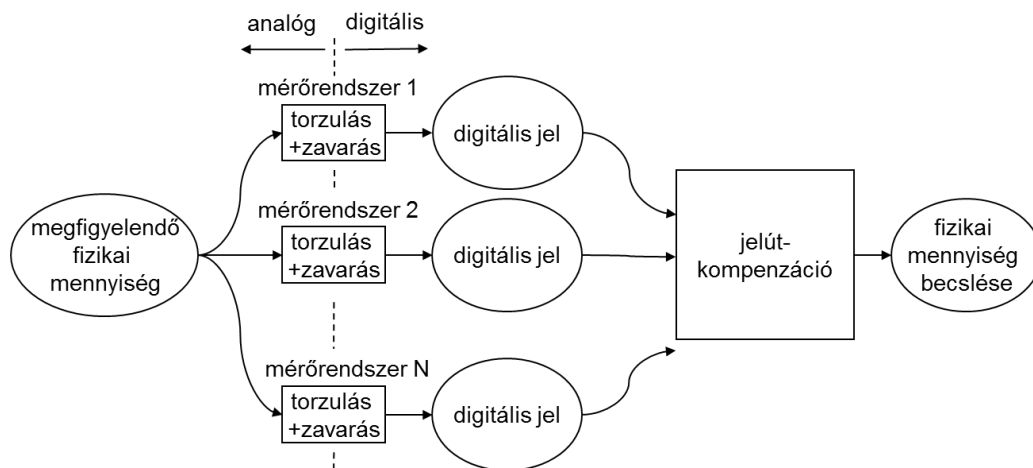 analóg
digitális
mérőrendszer 1
torzulás
+zavarás
digitális jel
megfigyelendő
fizikai
mennyiség
mérőrendszer 2
torzulás
+zavarás
digitális jel
mérőrendszer N
torzulás
+zavarás
digitális jel
jelút-
kompenzáció
fizikai
mennyiség
becslése